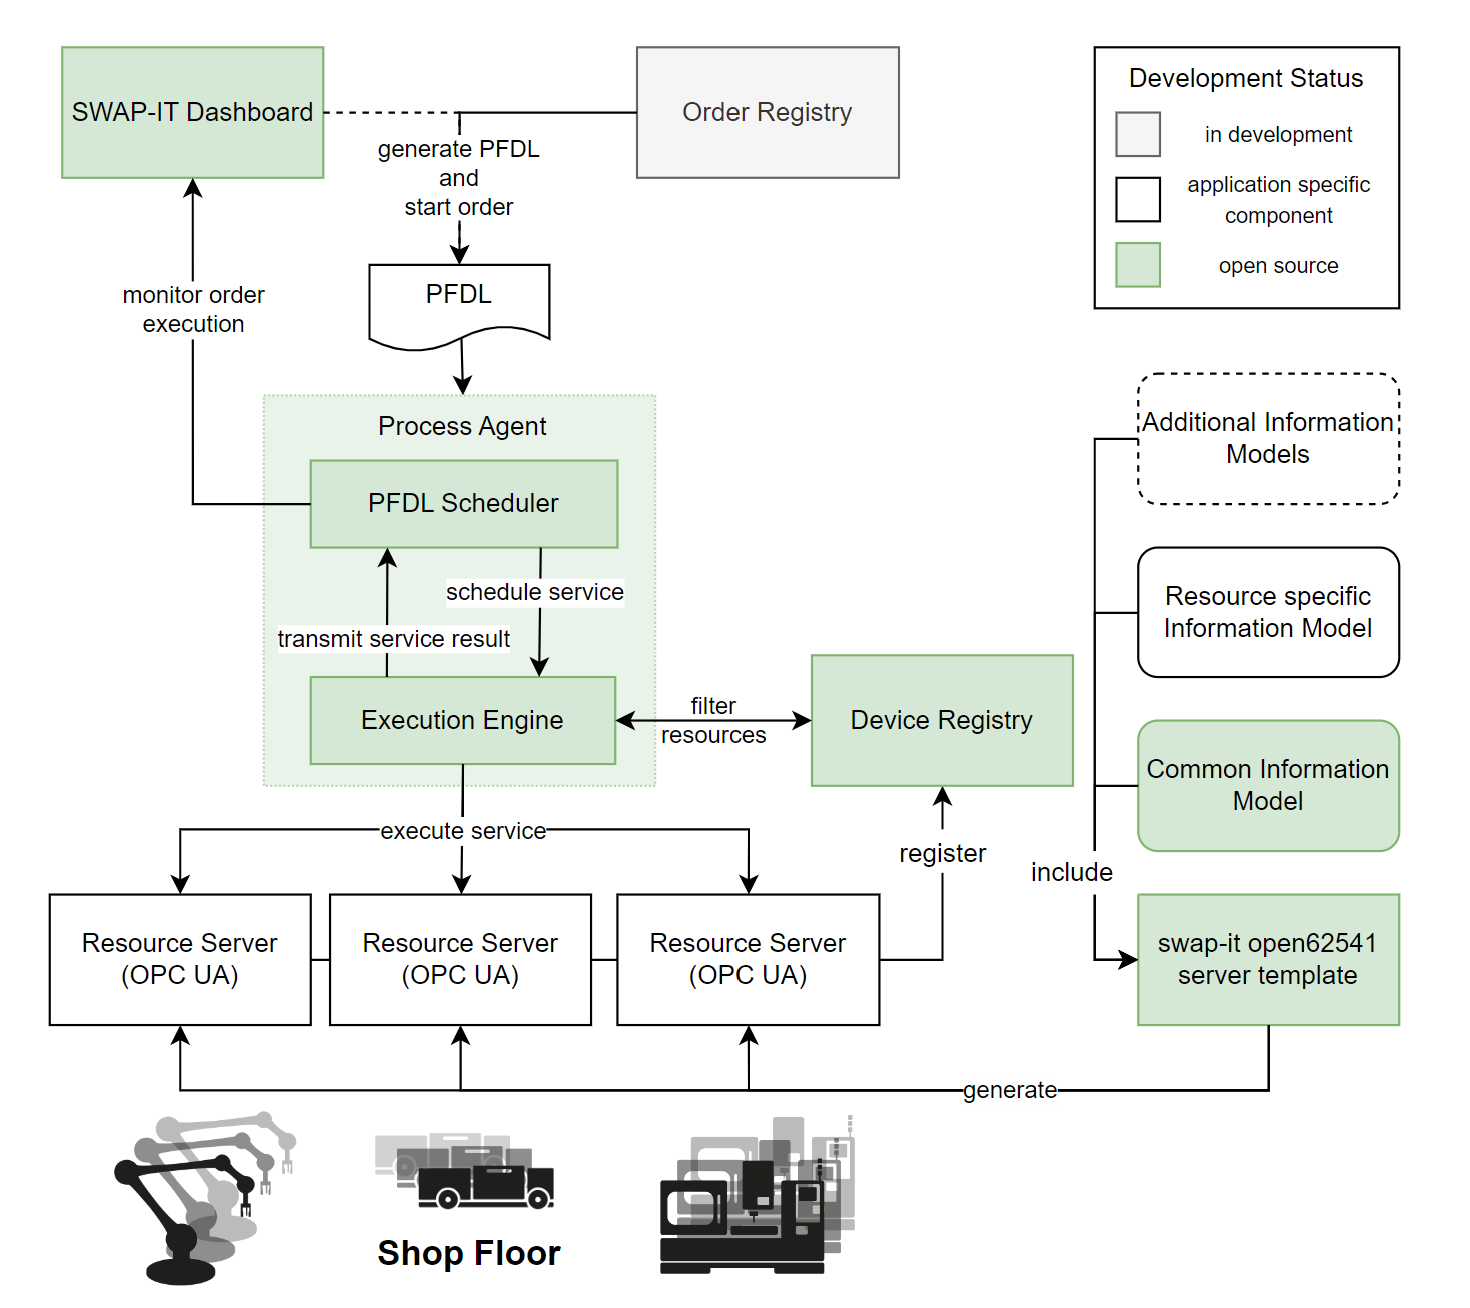 SWAP-IT Dashboard
Order Registry
Development Status
in development
application specific
component
open source
generate PFDL
and
start order
PFDL
monitor order
execution
Process Agent
PFDL Scheduler
schedule service
transmit service result
Execution Engine
filter
resources
Device Registry
Additional Information
Models
Resource specific
Information Model
Common Information
Model
include
swap-it open62541
server template
execute service
register
Resource Server
(OPC UA)
Resource Server
(OPC UA)
Resource Server
(OPC UA)
generate
Shop Floor